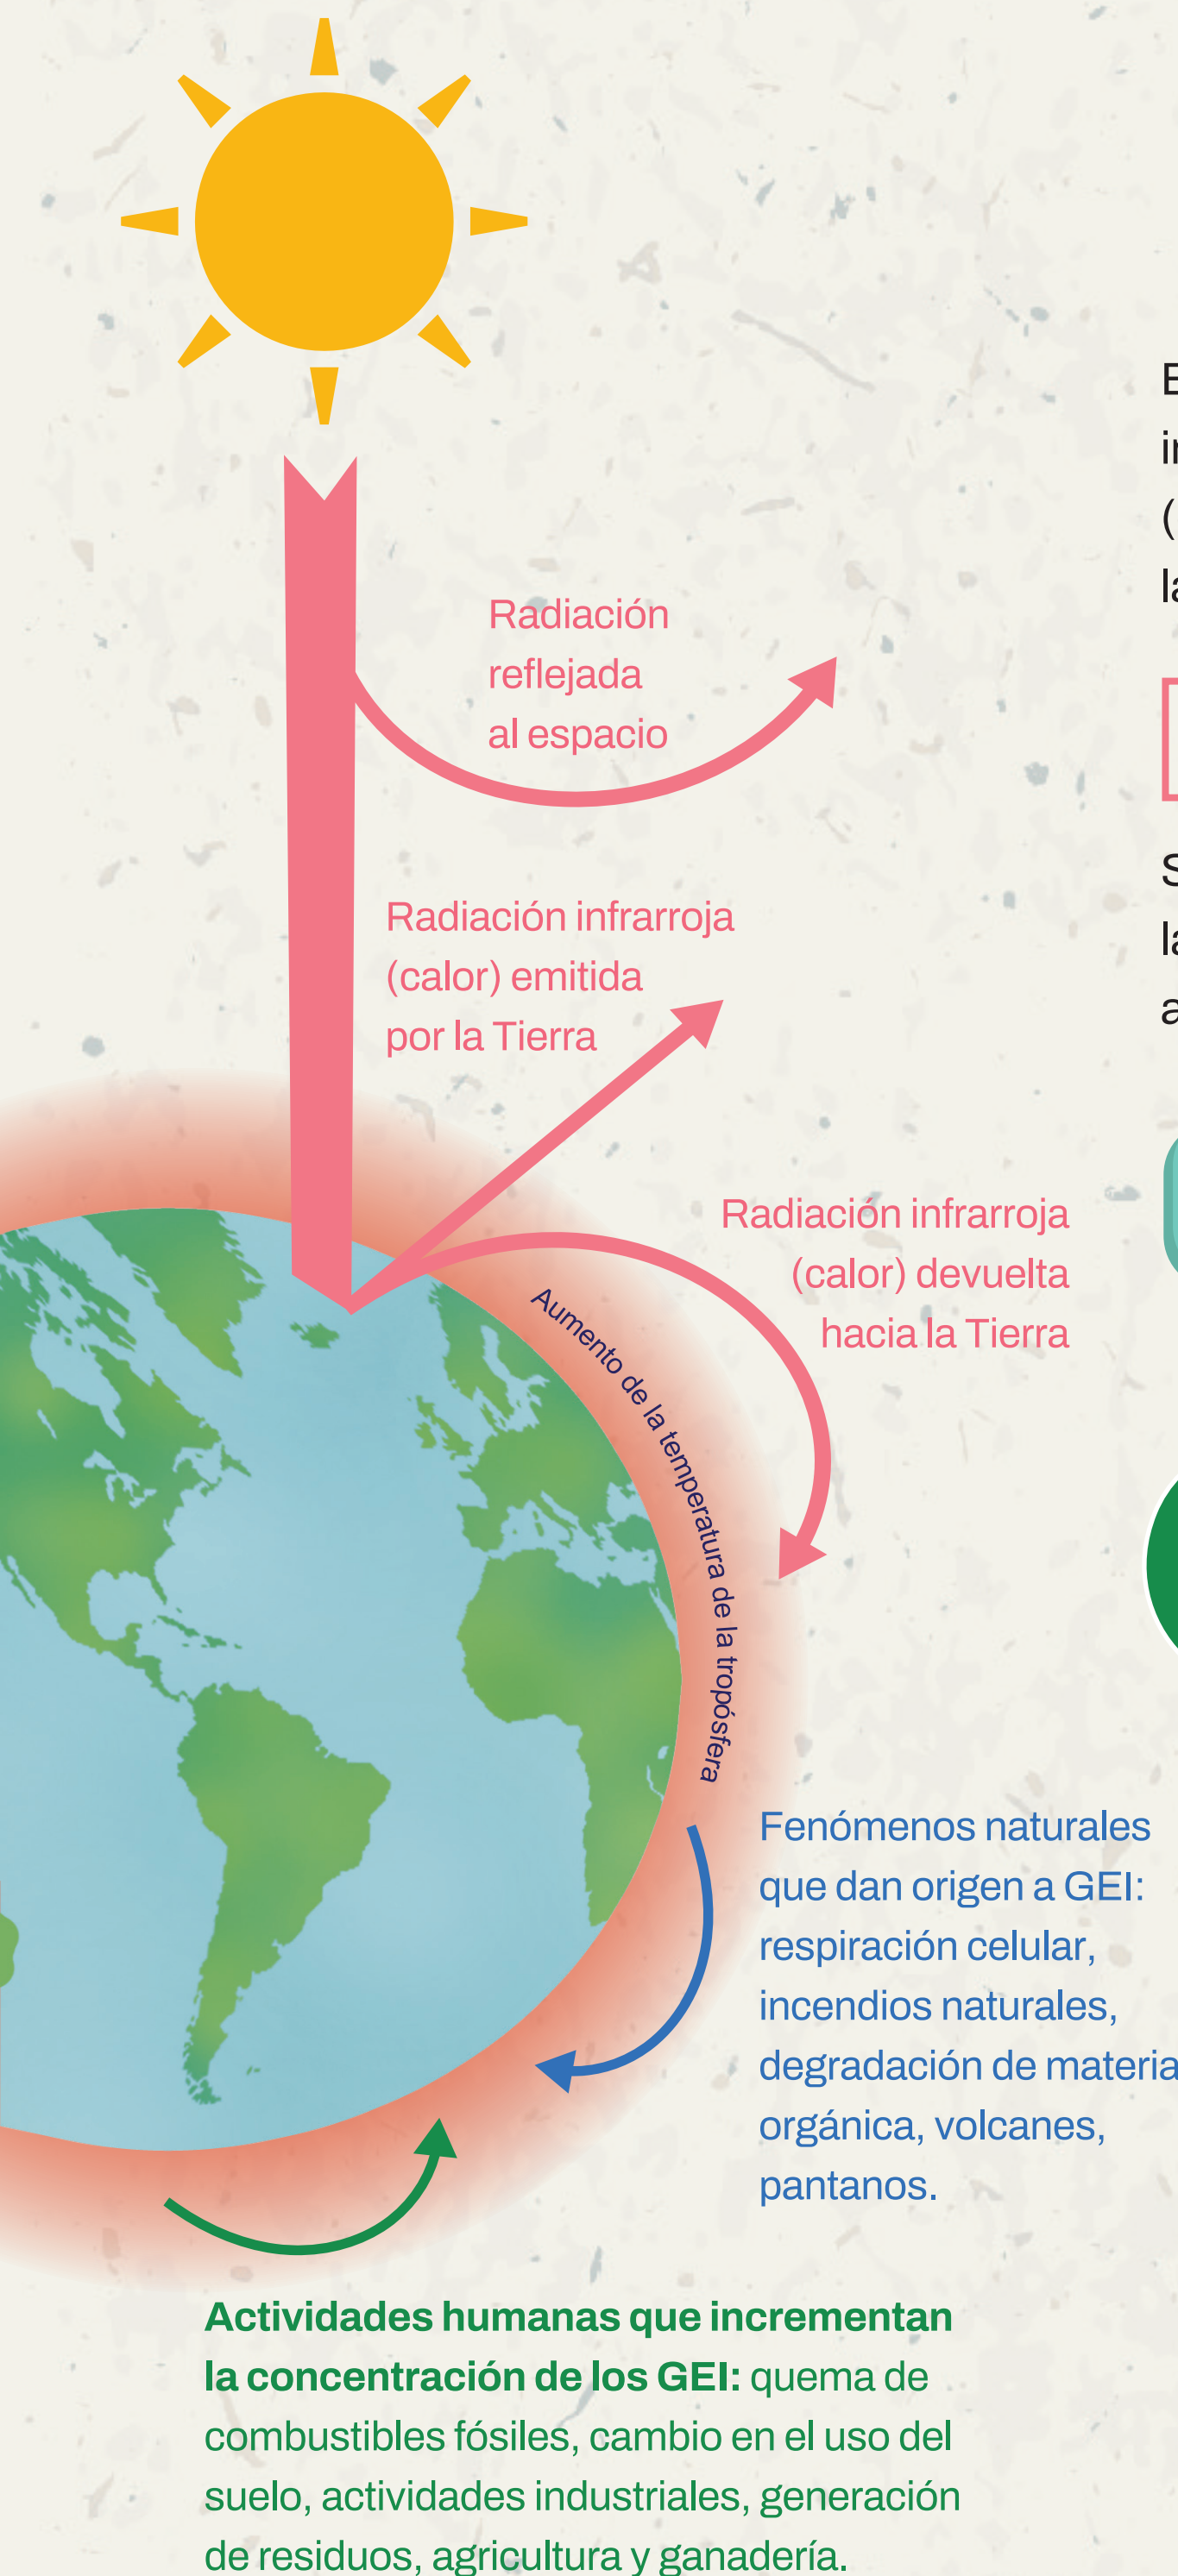 Radiación
reflejada
al espacio
Radiación infrarroja
(calor) emitida
por la Tierra
Radiación infrarroja
(calor) devuelta
hacia la Tierra
Aumento de la temperatura de la tropósfera
Fenómenos naturales
que dan origen a GEI:
respiración celular,
incendios naturales,
degradación de materia
orgánica, volcanes,
pantanos.
Actividades humanas que incrementan
la concentración de los GEI: quema de
combustibles fósiles, cambio en el uso del
suelo, actividades industriales, generación
de residuos, agricultura y ganadería.